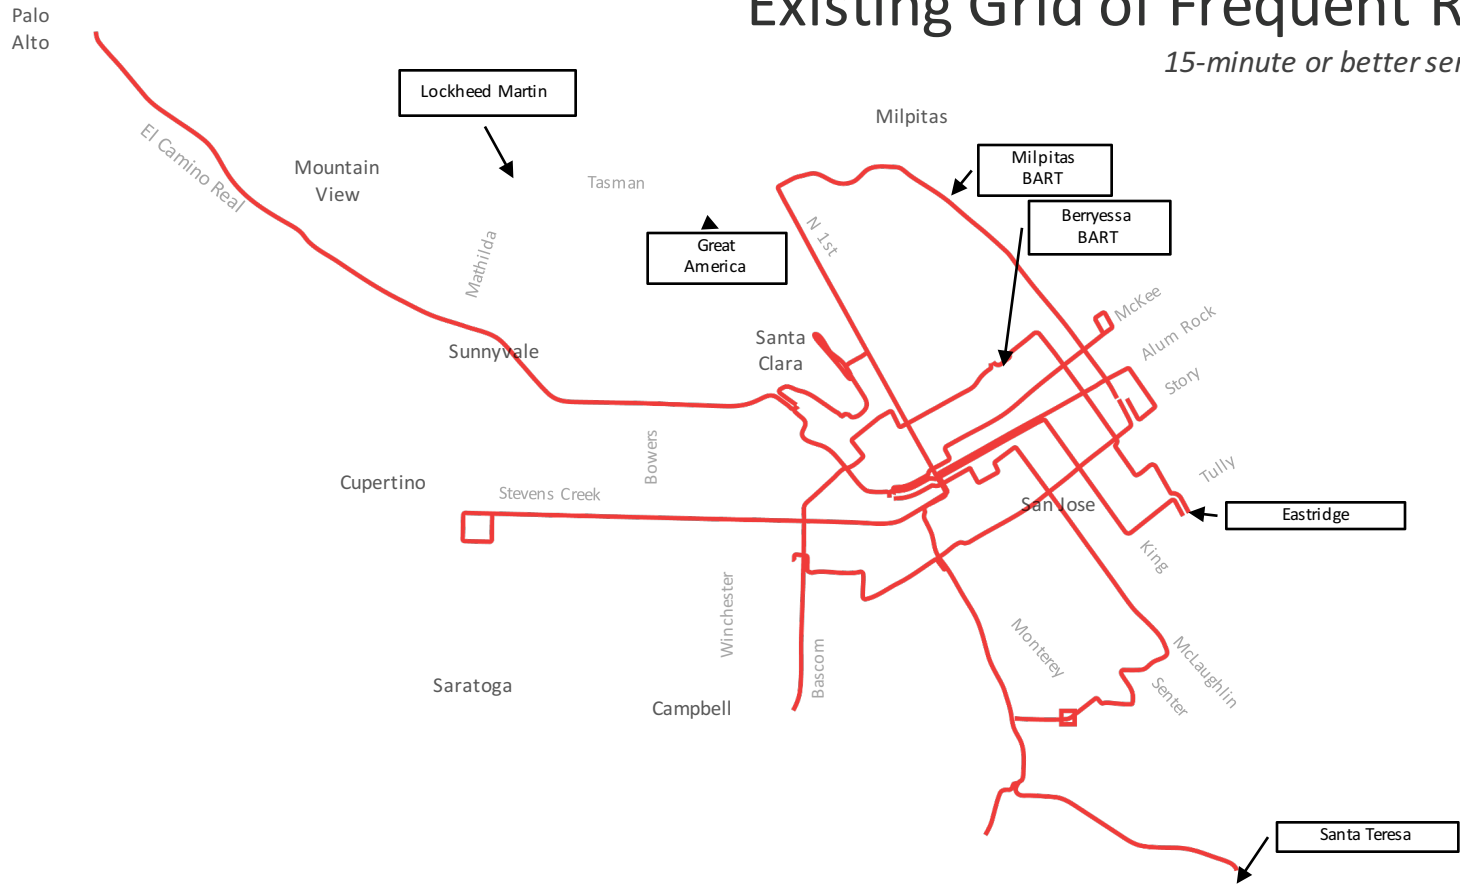 Existing Grid of Frequent R
15-minute or better ser
Palo
Alto
Lockheed Martin
Milpitas
Milpitas
BART
El Camino Real
Mountain
View
Tasman
Berryessa
BART
N 1st
Great
America
Mathilda
McKee
Alum Rock
Santa
Clara
Sunnyvale
Story
Bowers
Tully
Cupertino
Stevens Creek
San Jose
Eastridge
King
Winchester
Monterey
Bascom
McLaughlin
Saratoga
Senter
Campbell
Santa Teresa